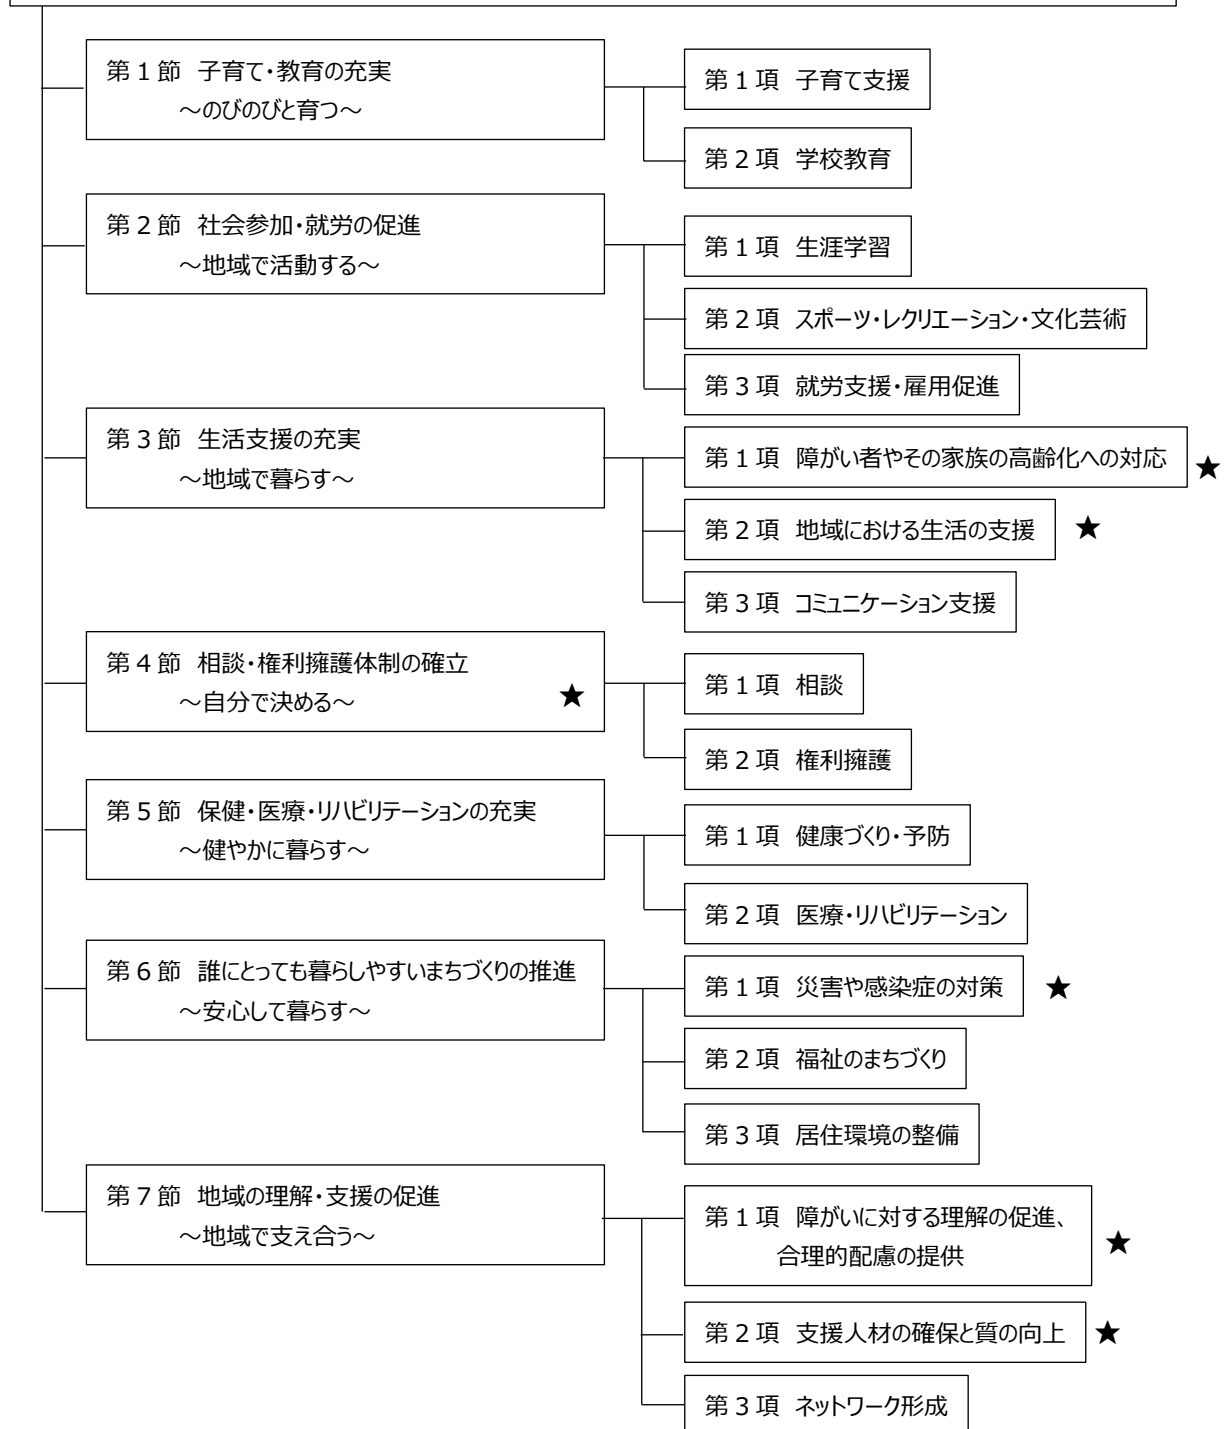 第1節 子育て・教育の充実
～のびのびと育つ～
第1項 子育て支援
第2項 学校教育
第2節 社会参加・就労の促進
～地域で活動する～
第1項 生涯学習
第2項 スポーツ・レクリエーション・文化芸術
第3項 就労支援・雇用促進
第3節 生活支援の充実
～地域で暮らす～
第1項 障がい者やその家族の高齢化への対応 ★
第2項 地域における生活の支援 ★
第3項 コミュニケーション支援
第4節 相談・権利擁護体制の確立
～自分で決める～ ★
第1項 相談
第2項 権利擁護
第5節 保健・医療・リハビリテーションの充実
～健やかに暮らす～
第1項 健康づくり・予防
第2項 医療・リハビリテーション
第6節 誰にとっても暮らしやすいまちづくりの推進
～安心して暮らす～
第1項 災害や感染症の対策 ★
第2項 福祉のまちづくり
第3項 居住環境の整備
第7節 地域の理解・支援の促進
～地域で支え合う～
第1項 障がいに対する理解の促進、
合理的配慮の提供 ★
第2項 支援人材の確保と質の向上 ★
第3項 ネットワーク形成